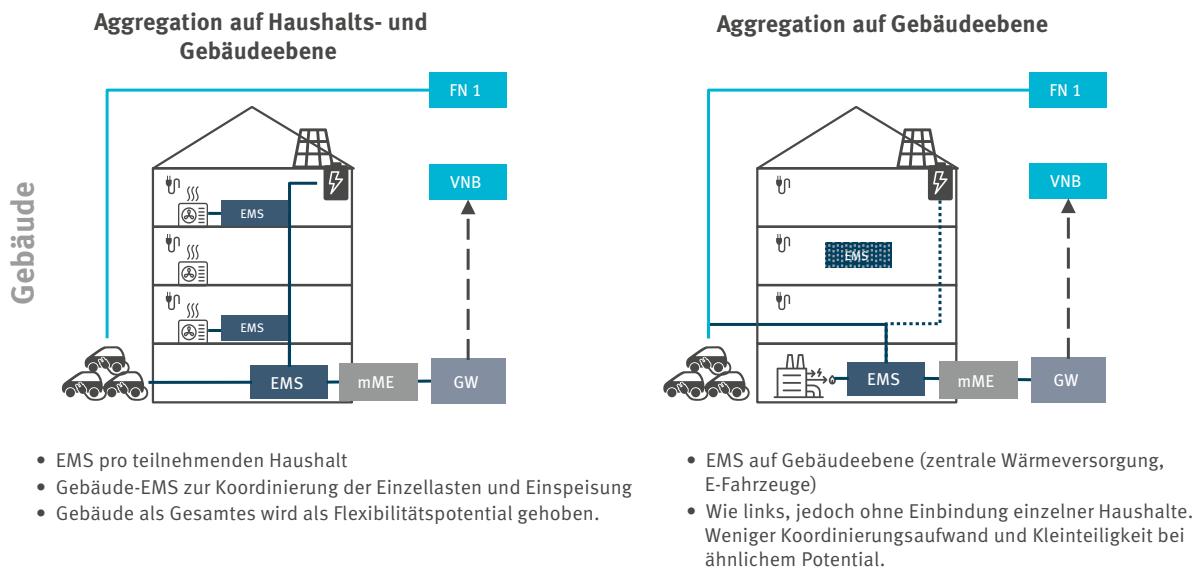 Aggregation auf Haushalts- und
Gebäudeebene
FN 1
VNB
EMS
EMS
EMS
mME
GW
• EMS pro teilnehmenden Haushalt
• Gebäude-EMS zur Koordinierung der Einzellasten und Einspeisung
• Gebäude als Gesamtes wird als Flexibilitätspotential gehoben.
Gebäude
Aggregation auf Gebäudeebene
FN 1
VNB
EMS
EMS
mME
GW
• EMS auf Gebäudeebene (zentrale Wärmeversorgung,
E-Fahrzeuge)
• Wie links, jedoch ohne Einbindung einzelner Haushalte.
Weniger Koordinierungsaufwand und Kleinteiligkeit bei
ähnlichem Potential.